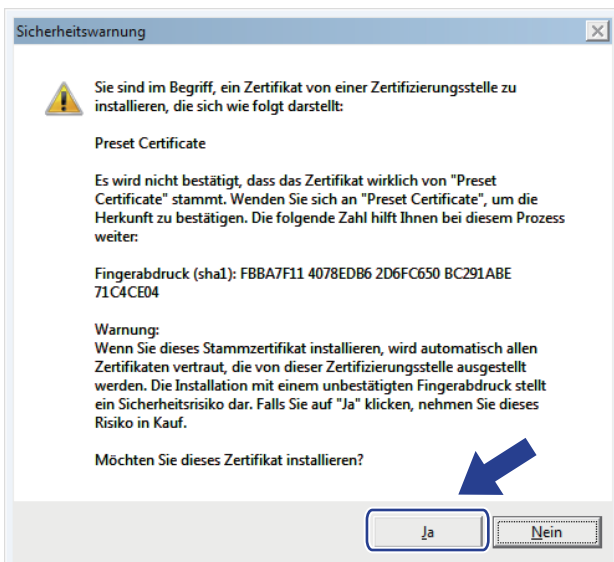 Sicherheitswarnung
Sie sind im Begriff, ein Zertifikat von einer Zertifizierungsstelle zu
installieren, die sich wie folgt darstellt:
Preset Certificate
Es wird nicht bestätigt, dass das Zertifikat wirklich von "Preset
Certificate" stammt. Wenden Sie sich an "Preset Certificate", um die
Herkunft zu bestätigen. Die folgende Zahl hilft Ihnen bei diesem Prozess
weiter:
Fingerabdruck (sha1): FBBA7F11 4078EDB6 2D6FC650 BC291ABE
71C4CE04
Warnung:
Wenn Sie dieses Stammzertifikat installieren, wird automatisch allen
Zertifikaten vertraut, die von dieser Zertifizierungsstelle ausgestellt
werden. Die Installation mit einem unbestätigten Fingerabdruck stellt
ein Sicherheitsrisiko dar. Falls Sie auf "Ja" klicken, nehmen Sie dieses
Risiko in Kauf.
Möchten Sie dieses Zertifikat installieren?
Ja Nein